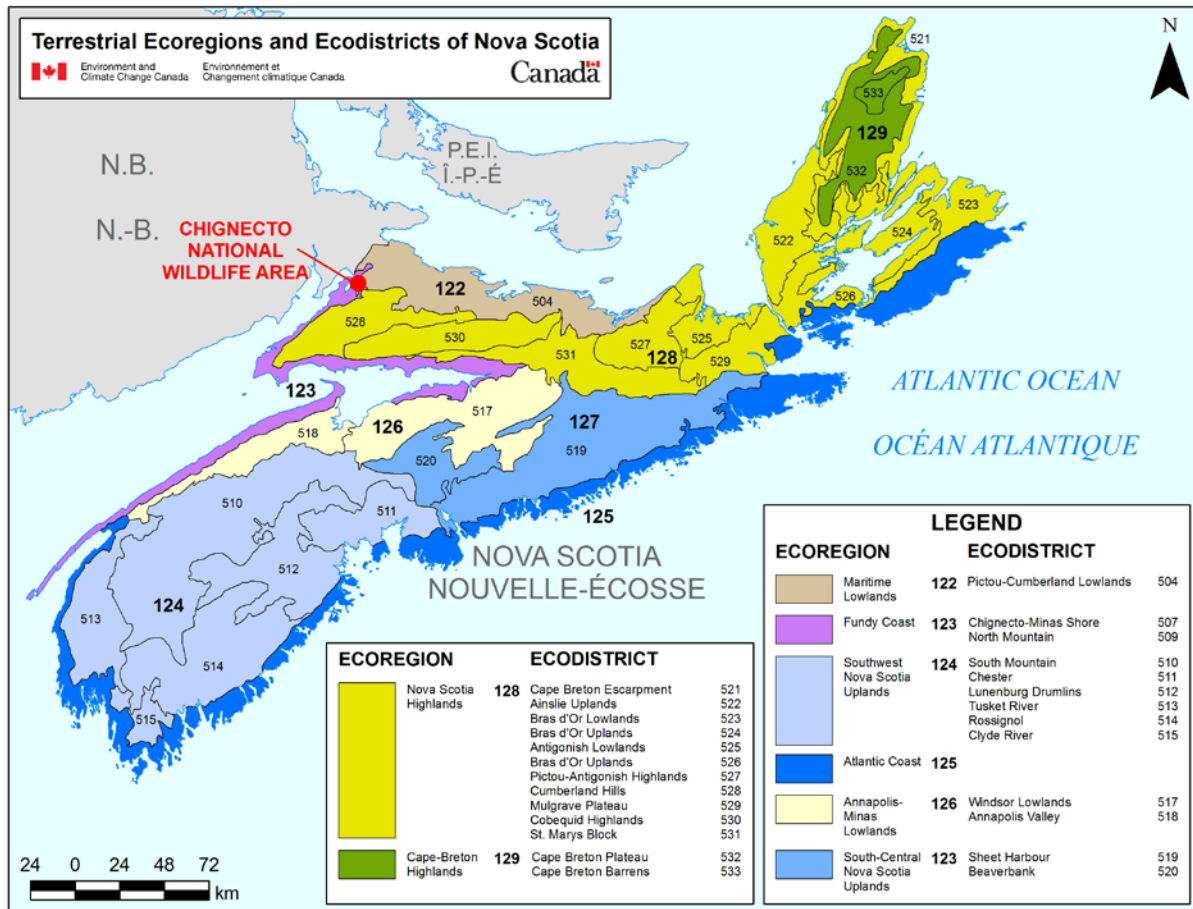 Terrestrial Ecoregions and Ecodistricts of Nova Scotia
Environment and Climate Change Canada
Environnement et Changement climatique Canada
Canada
N
N.B.
N.-B.
P.E.I.
Î.-P.-É
CHIGNECTO
NATIONAL
WILDLIFE AREA
521
533
129
532
523
522
524
526
122
504
528
530
531
527
128
525
529
123
517
127
126
518
519
520
510
511
125
512
124
513
514
515
ATLANTIC OCEAN
OCÉAN ATLANTIQUE
NOVA SCOTIA
NOUVELLE-ÉCOSSE
24 0 24 48 72
km
ECOREGION ECODISTRICT
Nova Scotia Highlands 128 Cape Breton Escarpment 521
Ainslie Uplands 522
Bras d'Or Lowlands 523
Bras d'Or Uplands 524
Antigonish Lowlands 525
Bras d'Or Uplands 526
Pictou-Antigonish Highlands 527
Cumberland Hills 528
Mulgrave Plateau 529
Cobequid Highlands 530
St. Marys Block 531
Cape-Breton Highlands 129 Cape Breton Plateau 532
Cape Breton Barrens 533
LEGEND
ECOREGION ECODISTRICT
Maritime Lowlands 122 Pictou-Cumberland Lowlands 504
Fundy Coast 123 Chignecto-Minas Shore 507
North Mountain 509
Southwest Nova Scotia Uplands 124 South Mountain 510
Chester 511
Lunenburg Drumlins 512
Tusket River 513
Rossignol 514
Clyde River 515
Atlantic Coast 125
Annapolis-Minas Lowlands 126 Windsor Lowlands 517
Annapolis Valley 518
South-Central Nova Scotia Uplands 123 Sheet Harbour 519
Beaverbank 520